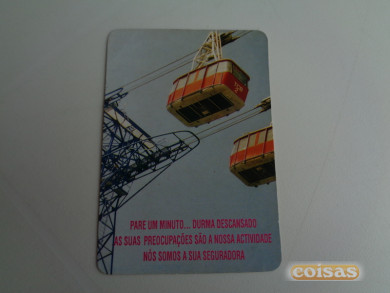 PARE UM MINUTO... DURMA DESCANSADO
AS SUAS PREOCUPAÇÕES SÃO A NOSSA ACTIVIDADE
NÓS SOMOS A SUA SEGURADORA
coisas